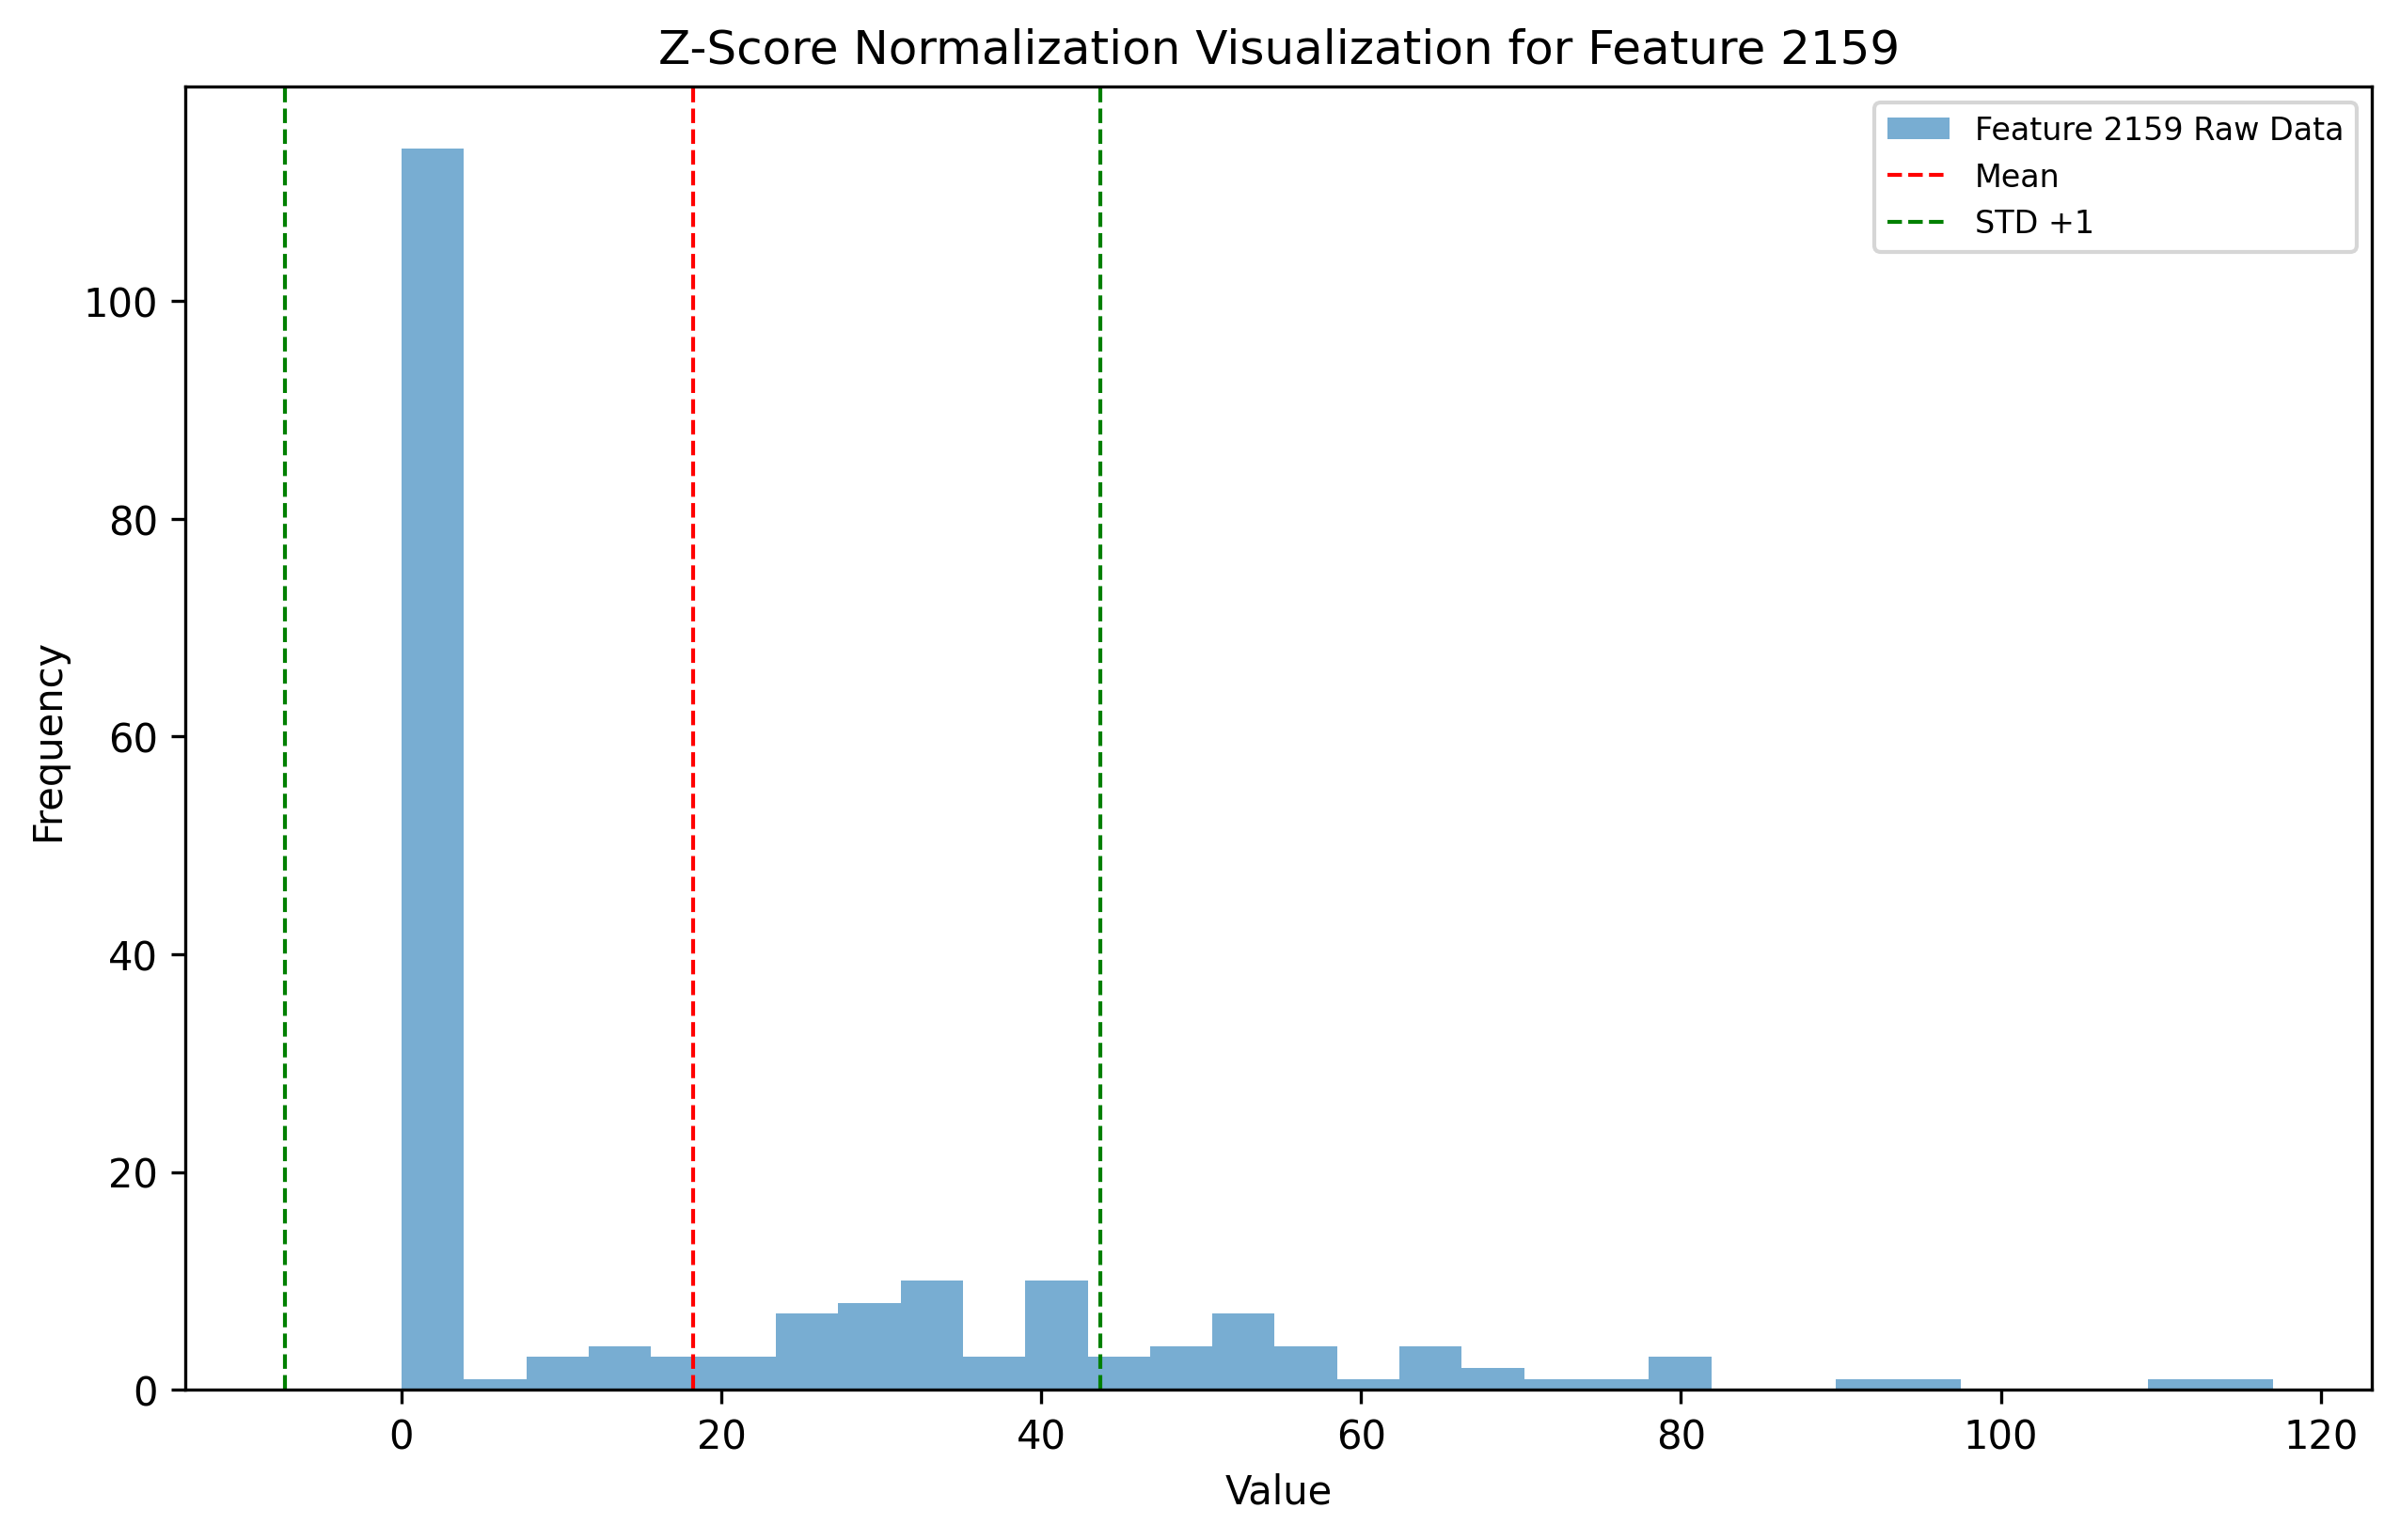 Z-Score Normalization Visualization for Feature 2159
Feature 2159 Raw Data
Mean
STD +1
100
80
60
40
20
0
Frequency
0 20 40 60 80 100 120
Value